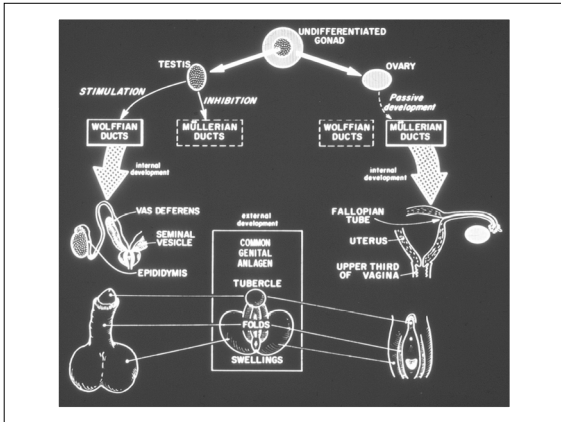 UNDIFFERENTIATED
GONAD
TESTIS
OVARY
STIMULATION
INHIBITION
Passive
development
WOLFFIAN
DUCTS
MÜLLERIAN
DUCTS
WOLFFIAN
DUCTS
MÜLLERIAN
DUCTS
internal
development
internal
development
VAS DEFERENS
SEMINAL
VESICLE
EPIDIDYMIS
external
development
COMMON
GENITAL
ANLAGEN
TUBERCLE
FOLDS
SWELLINGS
FALLOPIAN
TUBE
UTERUS
UPPER THIRD
OF VAGINA